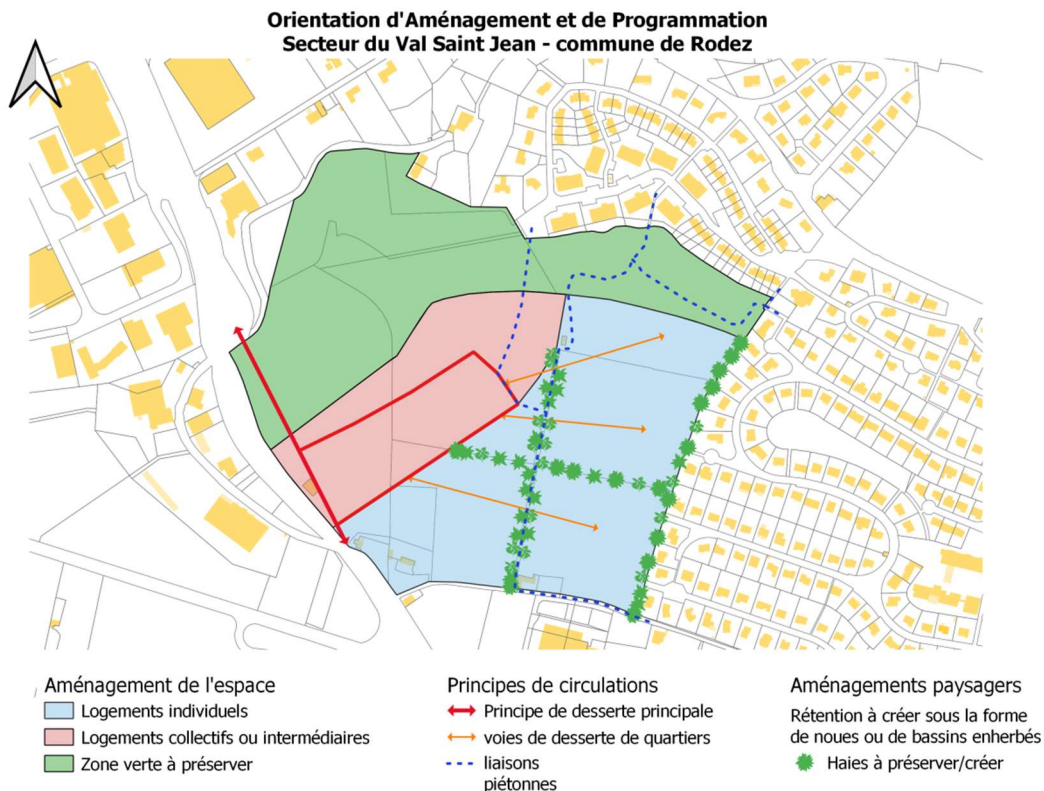 Orientation d'Aménagement et de Programmation
Secteur du Val Saint Jean - commune de Rodez
Aménagement de l'espace
Logements individuels
Logements collectifs ou intermédiaires
Zone verte à préserver
Principes de circulations
Principe de desserte principale
voies de desserte de quartiers
liaisons
piétonnes
Aménagements paysagers
Rétention à créer sous la forme
de noues ou de bassins enherbés
Haies à préserver/créer